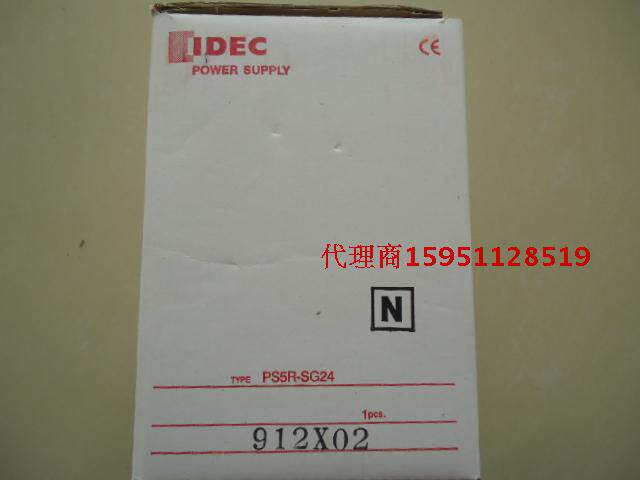 IDEC
CE
POWER SUPPLY
代理商15951128519
N
TYPE PS5R-SG24
1pcs.
912X02